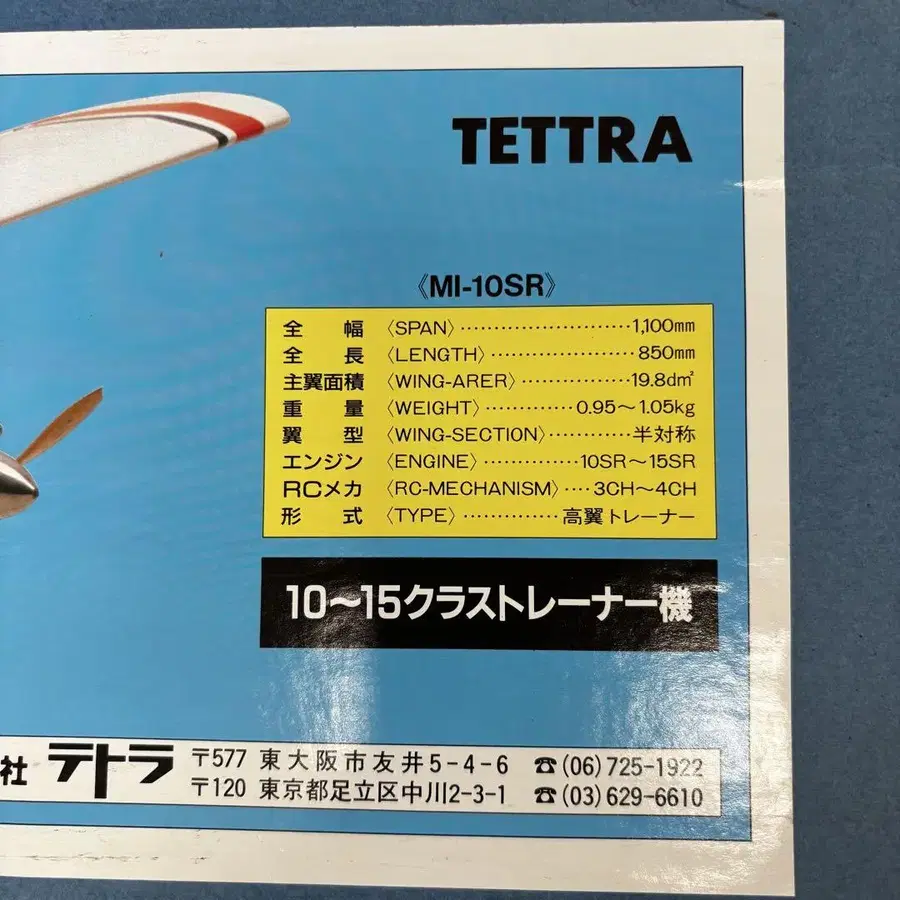 TETTRA
《MI-10SR》
全幅〈SPAN〉························1,100mm
全長〈LENGTH〉·····················850mm
主翼面積〈WING-ARER〉················19.8dm²
重量〈WEIGHT〉·············0.95～1.05kg
翼型〈WING-SECTION〉············半対称
エンジン〈ENGINE〉··············10SR～15SR
RCメカ〈RC-MECHANISM〉····3CH～4CH
形式〈TYPE〉··············高翼トレーナー
10～15クラストレーナー機
社 テトラ 〒577 東大阪市友井5-4-6 ☎(06)725-1922
〒120 東京都足立区中川2-3-1 ☎(03)629-6610